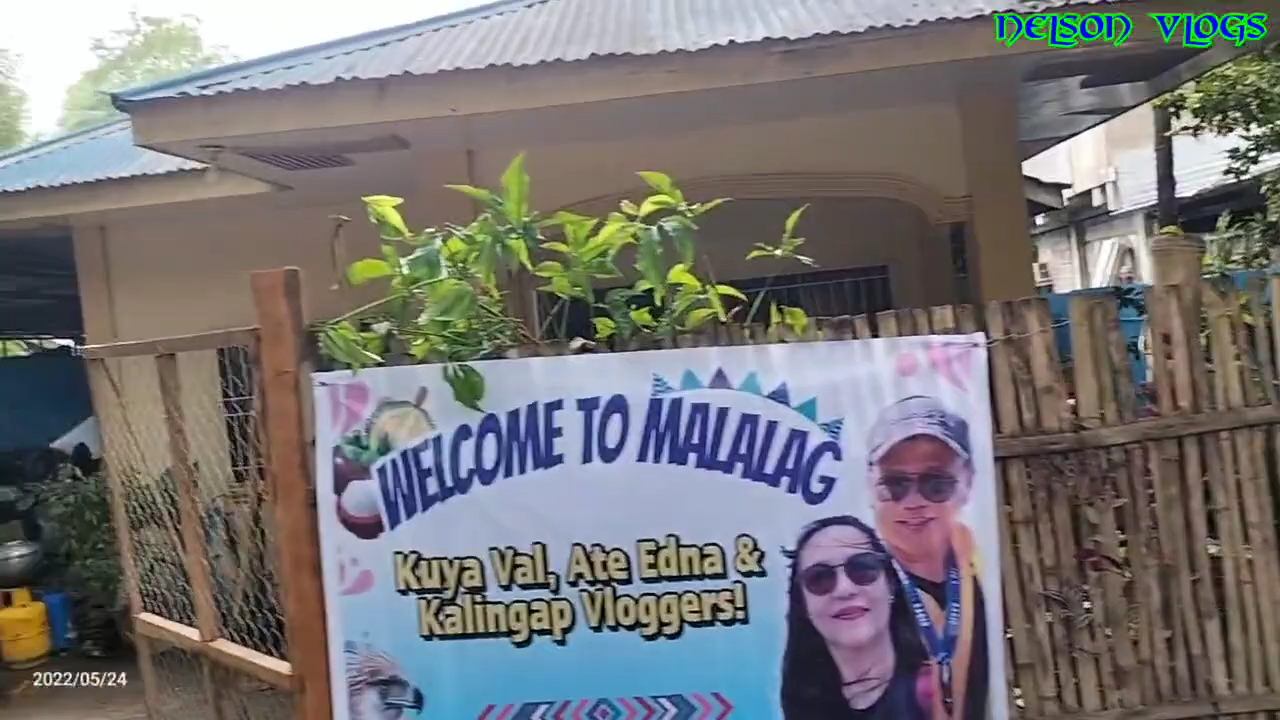 NELSON VLOGS
WELCOME TO MALALAG
Kuya Val, Ate Edna &
Kalingap Vloggers!
2022/05/24